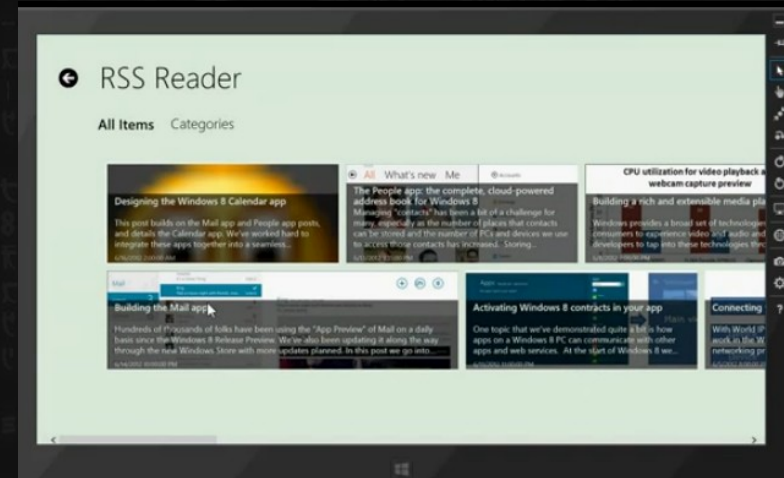 RSS Reader
All Items Categories
All What's new Me Accounts
CPU utilization for video playback a
webcam capture preview
Designing the Windows 8 Calendar app
This post builds on the Mail app and People app posts,
and details the Calendar app. We've worked hard to
integrate these apps together into a seamless...
The People app: the complete, cloud-powered
address book for Windows 8
Managing "contacts" has been a bit of a challenge for
many, especially as the number of places that contacts
can be stored and the number of PCs and devices we use
to access those contacts has increased. Storing...
Building a rich and extensible media pla
Windows provides a broad set of technologie
consumers to experience video and audio and
developers to tap into these technologies thro
Mail
Building the Mail app
Hundreds of thousands of folks have been using the "App Preview" of Mail on a daily
basis since the Windows 8 Release Preview. We've also been updating it along the way
through the new Windows Store with more updates planned. In this post we go into...
Apps
Activating Windows 8 contracts in your app
One topic that we've demonstrated quite a bit is how
apps on a Windows 8 PC can communicate with other
apps and web services. At the start of Windows 8 we...
Connecting
With World IP
work in the W
networking pr